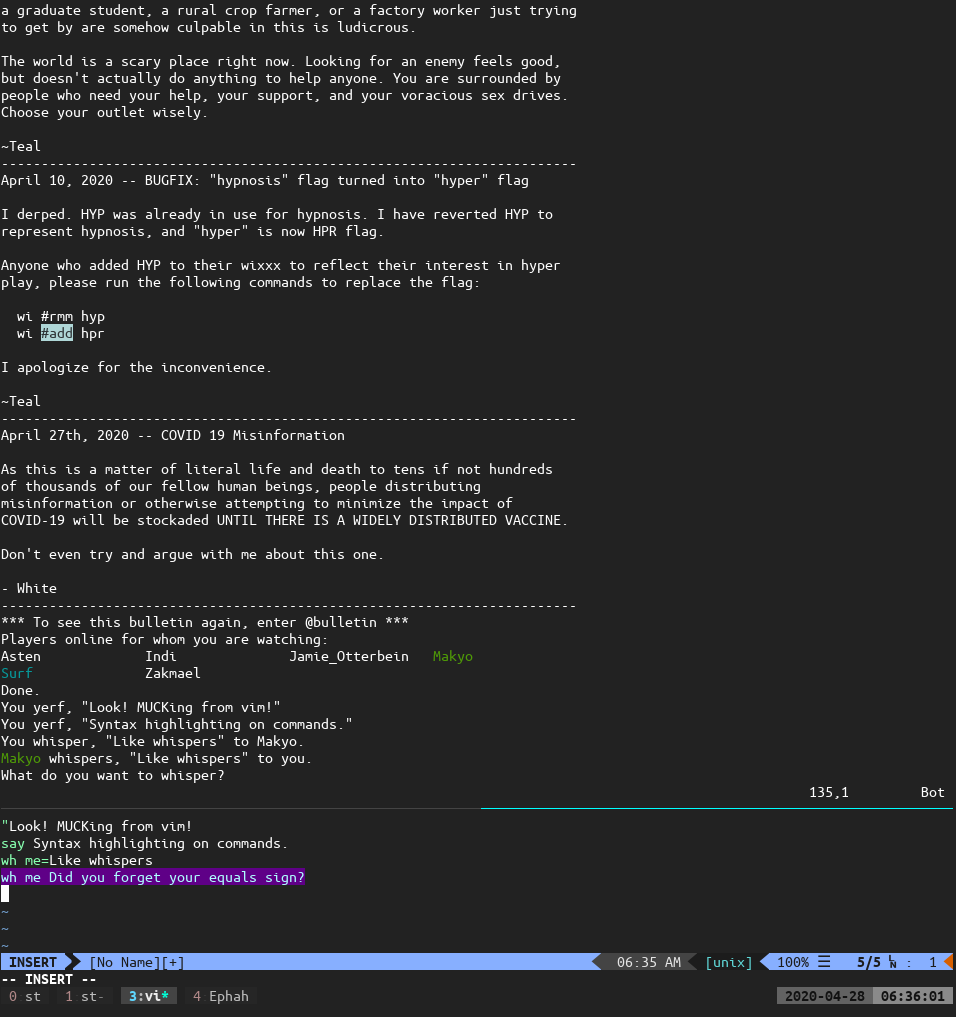 a graduate student, a rural crop farmer, or a factory worker just trying
to get by are somehow culpable in this is ludicrous.
The world is a scary place right now. Looking for an enemy feels good,
but doesn't actually do anything to help anyone. You are surrounded by
people who need your help, your support, and your voracious sex drives.
Choose your outlet wisely.
~Teal
------------------------------------------------------------------------
April 10, 2020 -- BUGFIX: "hypnosis" flag turned into "hyper" flag
I derped. HYP was already in use for hypnosis. I have reverted HYP to
represent hypnosis, and "hyper" is now HPR flag.
Anyone who added HYP to their wixxx to reflect their interest in hyper
play, please run the following commands to replace the flag:
wi #rmm hyp
wi #add hpr
I apologize for the inconvenience.
~Teal
------------------------------------------------------------------------
April 27th, 2020 -- COVID 19 Misinformation
As this is a matter of literal life and death to tens if not hundreds
of thousands of our fellow human beings, people distributing
misinformation or otherwise attempting to minimize the impact of
COVID-19 will be stockaded UNTIL THERE IS A WIDELY DISTRIBUTED VACCINE.
Don't even try and argue with me about this one.
- White
------------------------------------------------------------------------
*** To see this bulletin again, enter @bulletin ***
Players online for whom you are watching:
Asten Indi Jamie_Otterbein Makyo
Surf Zakmael
Done.
You yerf, "Look! MUCKing from vim!"
You yerf, "Syntax highlighting on commands."
You whisper, "Like whispers" to Makyo.
Makyo whispers, "Like whispers" to you.
What do you want to whisper?
135,1 Bot
"Look! MUCKing from vim!
say Syntax highlighting on commands.
wh me=Like whispers
wh me Did you forget your equals sign?
~
~
~
INSERT [No Name][+] 06:35 AM [unix] 100% ☰ 5/5 ㏑ : 1
-- INSERT --
0 st 1 st- 3:vi* 4 Ephah 2020-04-28 06:36:01